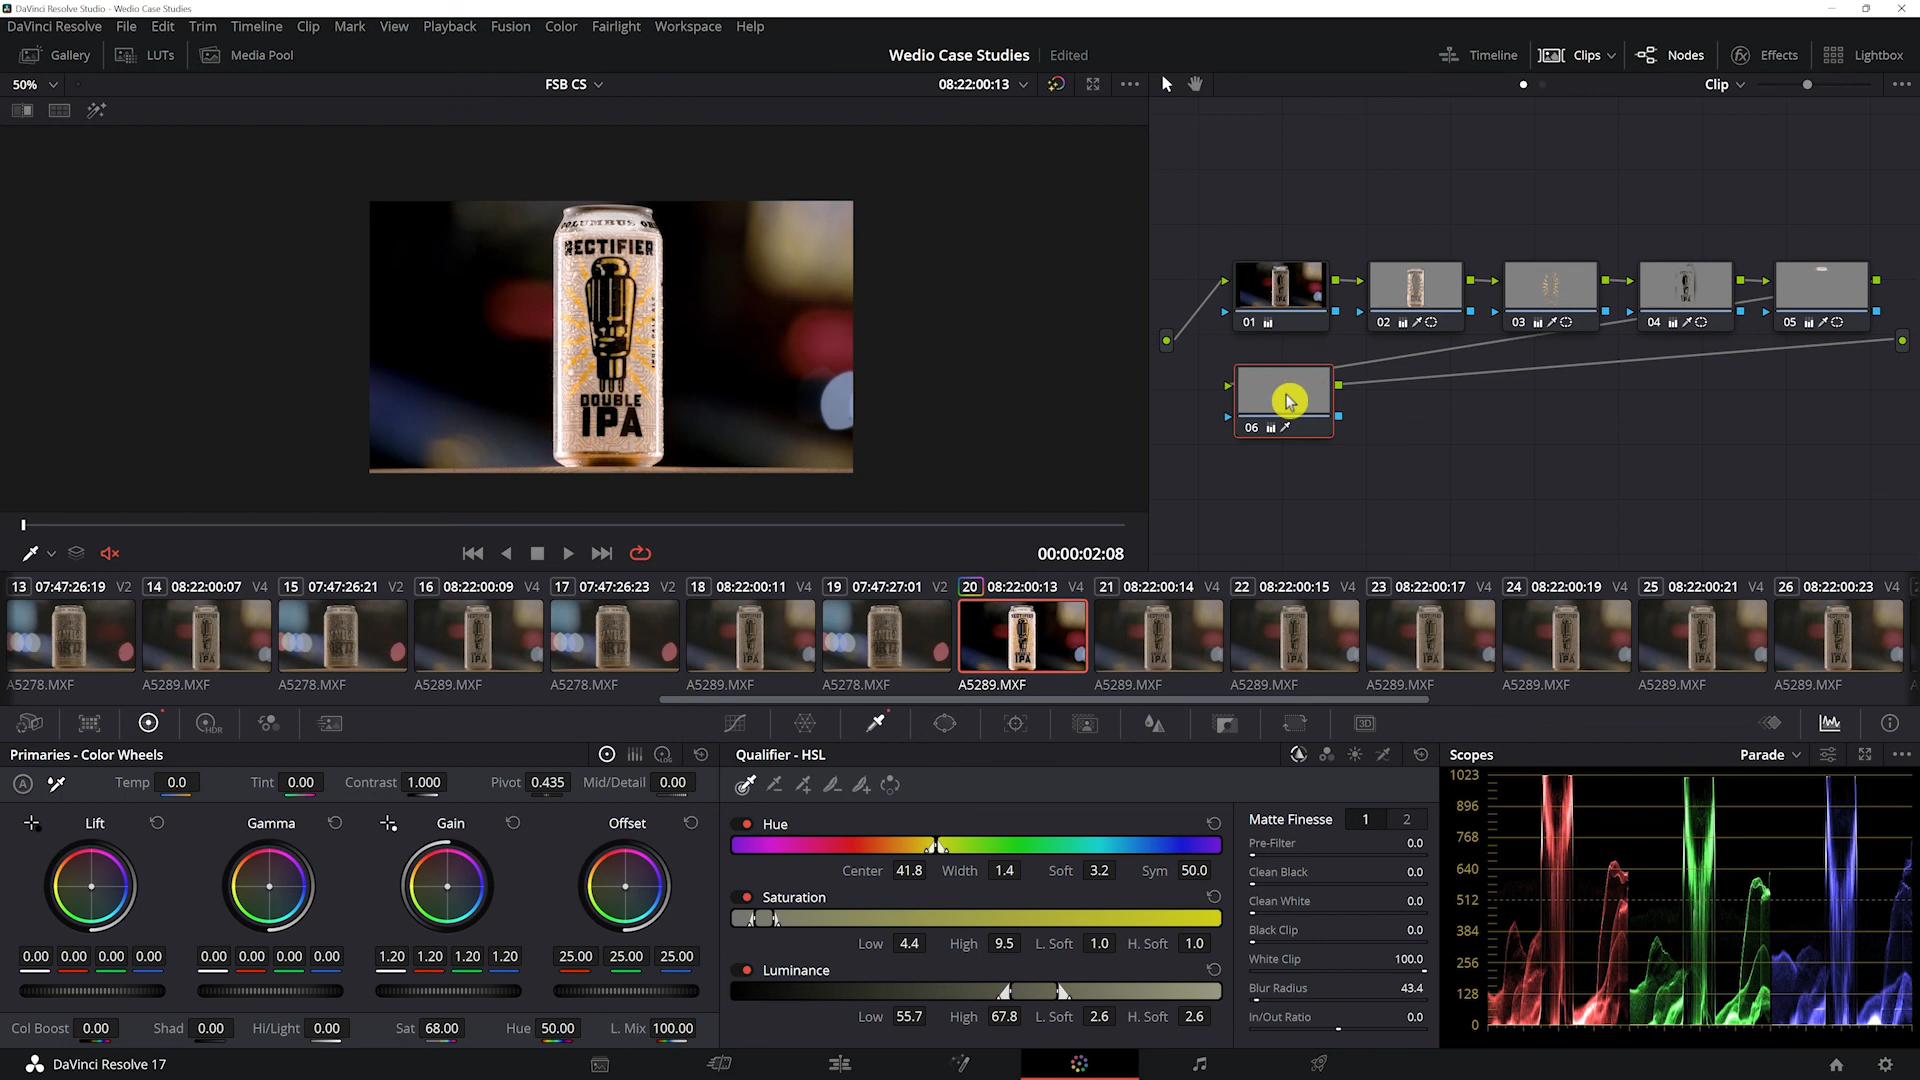 DaVinci Resolve Studio - Wedio Case Studies
DaVinci Resolve File Edit Trim Timeline Clip Mark View Playback Fusion Color Fairlight Workspace Help
Gallery LUTs Media Pool Wedio Case Studies Edited Timeline Clips Nodes Effects Lightbox
50% FSB CS 08:22:00:13 Clip
RECTIFIER
DOUBLE
IPA
01 02 03 04 05
06
00:00:02:08
13 07:47:26:19 V2 14 08:22:00:07 V4 15 07:47:26:21 V2 16 08:22:00:09 V4 17 07:47:26:23 V2 18 08:22:00:11 V4 19 07:47:27:01 V2 20 08:22:00:13 V4 21 08:22:00:14 V4 22 08:22:00:15 V4 23 08:22:00:17 V4 24 08:22:00:19 V4 25 08:22:00:21 V4 26 08:22:00:23 V4
A5278.MXF A5289.MXF A5278.MXF A5289.MXF A5278.MXF A5289.MXF A5278.MXF A5289.MXF A5289.MXF A5289.MXF A5289.MXF A5289.MXF A5289.MXF A5289.MXF
HDR 3D
Primaries - Color Wheels LOG Qualifier - HSL Scopes Parade
A Temp 0.0 Tint 0.00 Contrast 1.000 Pivot 0.435 Mid/Detail 0.00
Lift Gamma Gain Offset
0.00 0.00 0.00 0.00 0.00 0.00 0.00 0.00 1.20 1.20 1.20 1.20 25.00 25.00 25.00
Col Boost 0.00 Shad 0.00 Hi/Light 0.00 Sat 68.00 Hue 50.00 L. Mix 100.00
Hue
Center 41.8 Width 1.4 Soft 3.2 Sym 50.0
Saturation
Low 4.4 High 9.5 L. Soft 1.0 H. Soft 1.0
Luminance
Low 55.7 High 67.8 L. Soft 2.6 H. Soft 2.6
Matte Finesse 1 2
Pre-Filter 0.0
Clean Black 0.0
Clean White 0.0
Black Clip 0.0
White Clip 100.0
Blur Radius 43.4
In/Out Ratio 0.0
1023
896
768
640
512
384
256
128
0
DaVinci Resolve 17